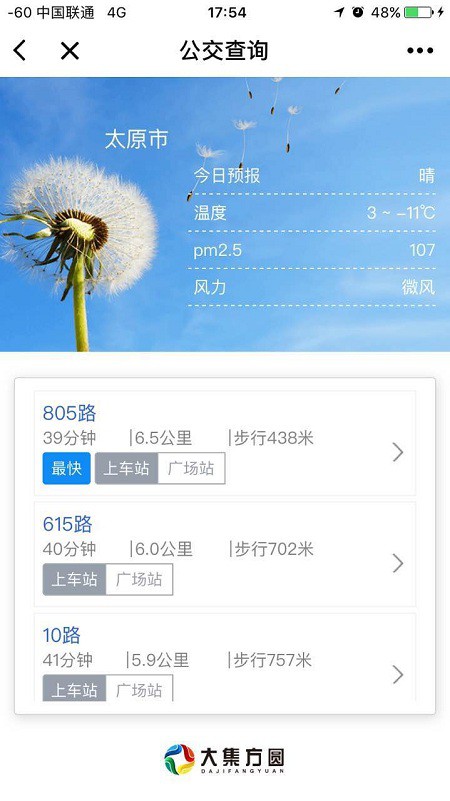 -60 中国联通 4G 17:54 48%
公交查询
太原市
今日预报 晴
温度 3 ~ -11℃
pm2.5 107
风力 微风
805路
39分钟 |6.5公里 |步行438米
最快 上车站 广场站
615路
40分钟 |6.0公里 |步行702米
上车站 广场站
10路
41分钟 |5.9公里 |步行757米
上车站 广场站
大集方圆
DAJIFANGYUAN